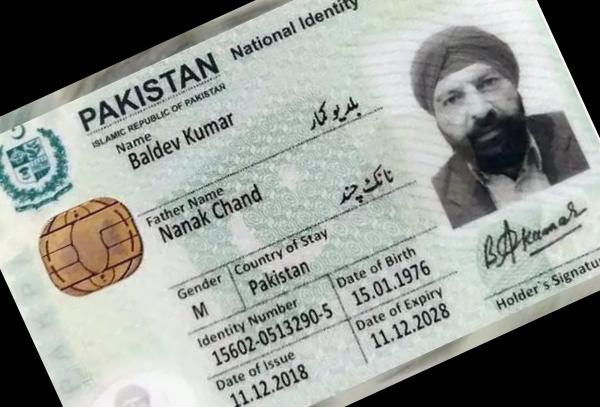 PAKISTAN National Identity
ISLAMIC REPUBLIC OF PAKISTAN
Name
Baldev Kumar
بلدیو کمار
Father Name
Nanak Chand
نانک چند
Gender Country of Stay
M Pakistan
Identity Number Date of Birth
15602-0513290-5 15.01.1976
Date of Issue Date of Expiry
11.12.2018 11.12.2028
Holder's Signatu